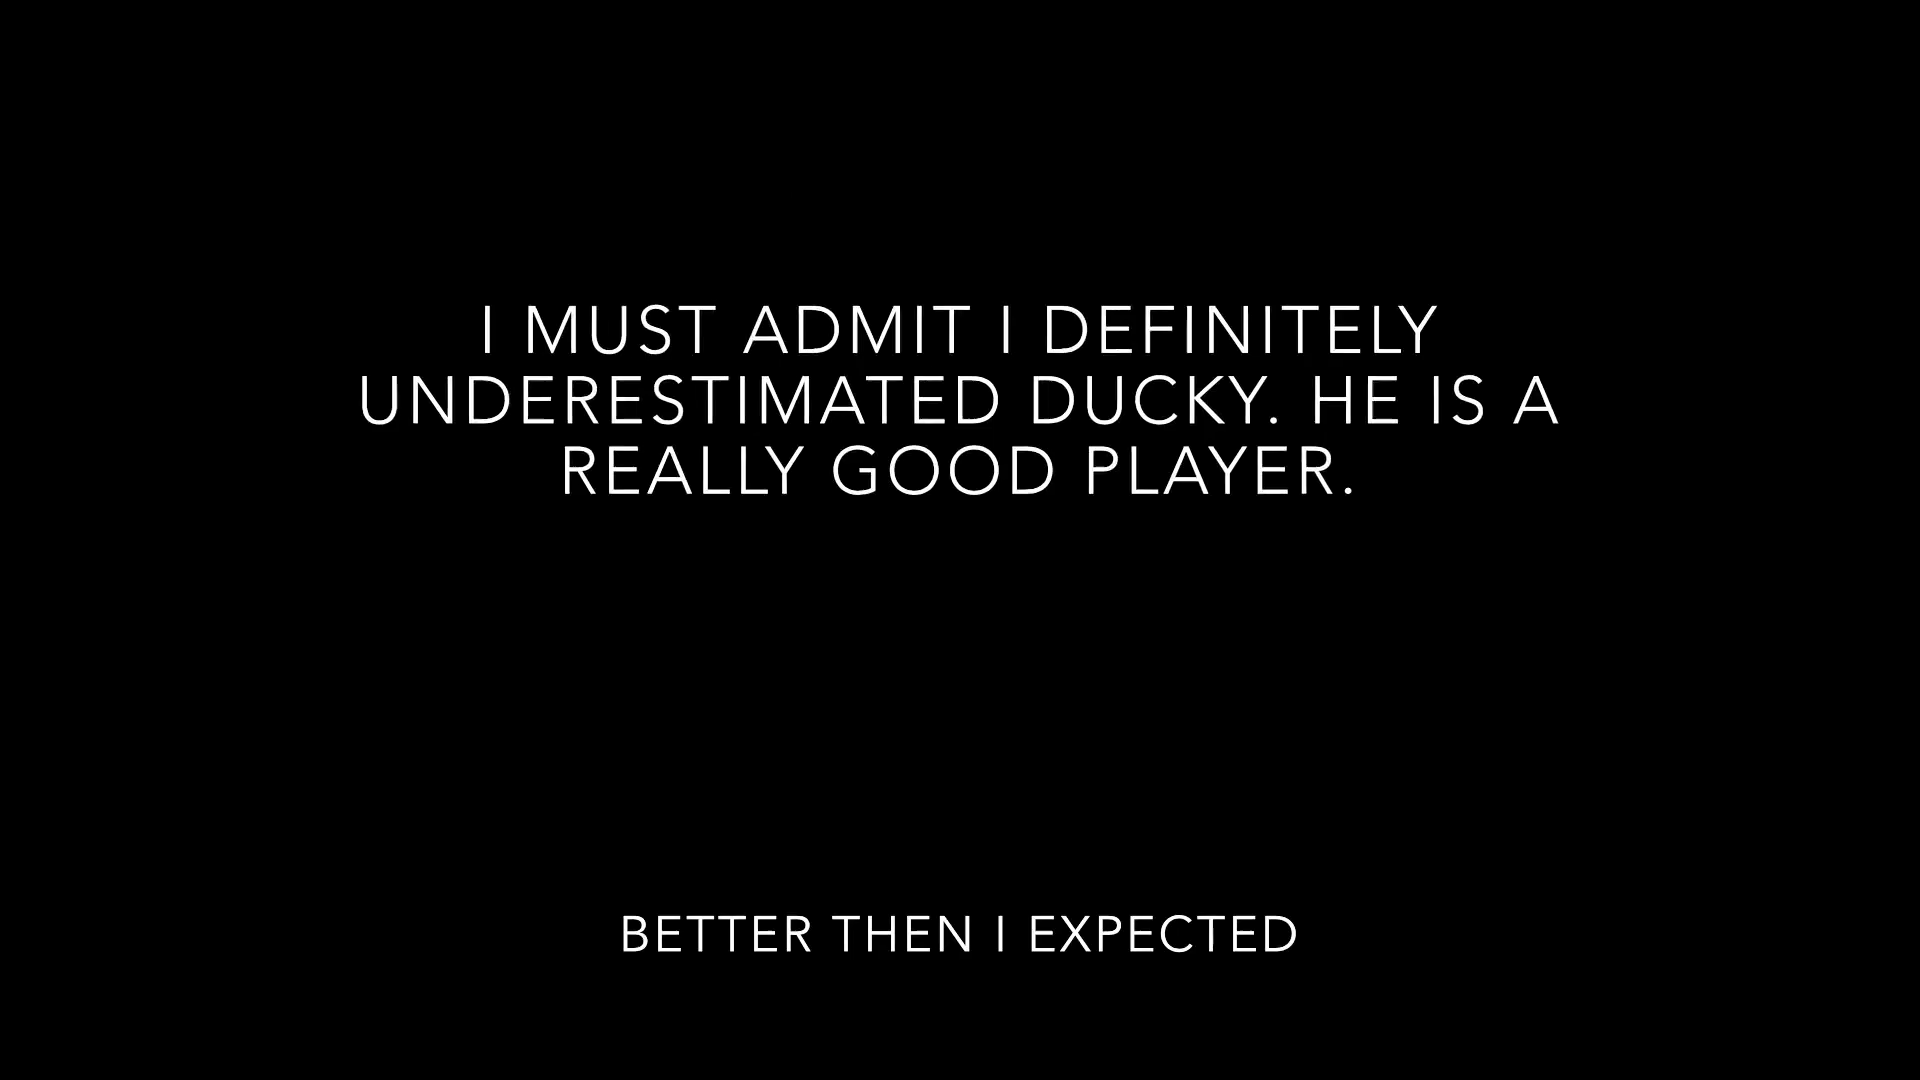 I MUST ADMIT I DEFINITELY
UNDERESTIMATED DUCKY. HE IS A
REALLY GOOD PLAYER.
BETTER THEN I EXPECTED